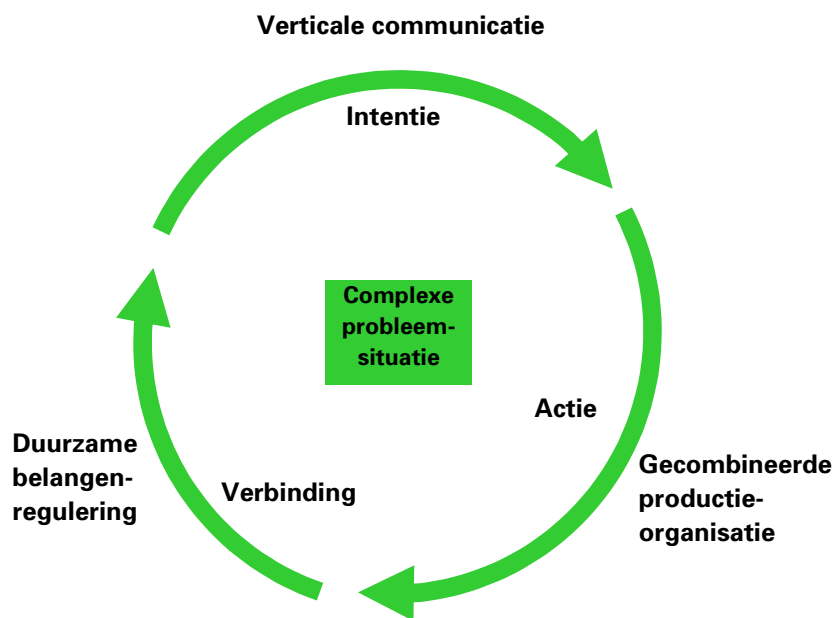 Verticale communicatie
Intentie
Complexe
probleem-
situatie
Actie
Gecombineerde
productie-
organisatie
Verbinding
Duurzame
belangen-
regulering